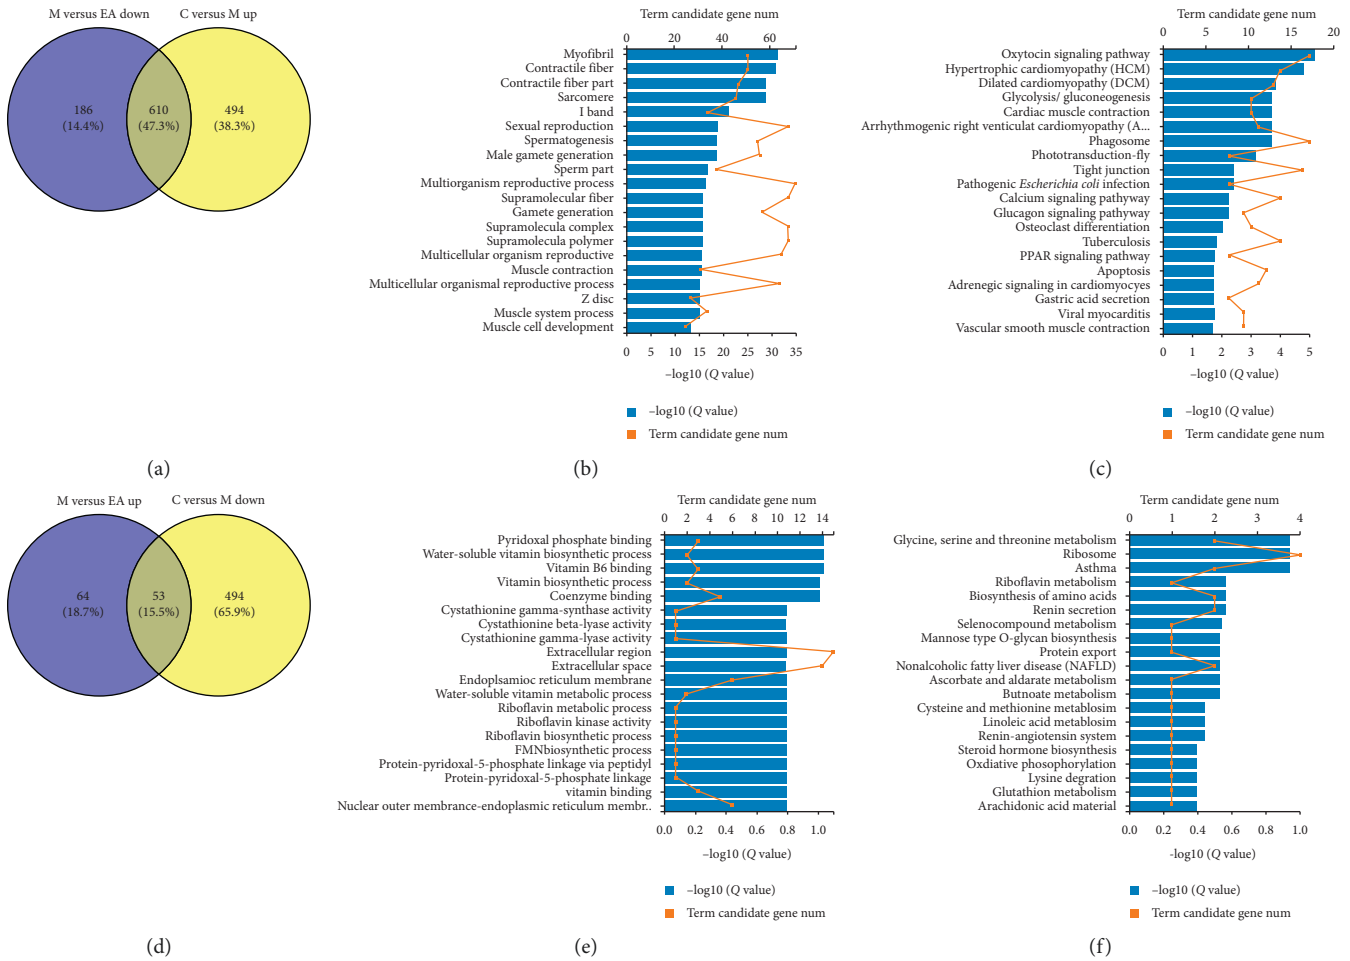 M versus EA down
C versus M up
186
(14.4%)
610
(47.3%)
494
(38.3%)
(a)
Term candidate gene num
0 20 40 60
Myofibril
Contractile fiber
Contractile fiber part
Sarcomere
I band
Sexual reproduction
Spermatogenesis
Male gamete generation
Sperm part
Multiorganism reproductive process
Supramolecular fiber
Gamete generation
Supramolecula complex
Supramolecula polymer
Multicellular organism reproductive
Muscle contraction
Multicellular organismal reproductive process
Z disc
Muscle system process
Muscle cell development
0 5 10 15 20 25 30 35
–log10 (Q value)
–log10 (Q value)
Term candidate gene num
(b)
Term candidate gene num
0 5 10 15 20
Oxytocin signaling pathway
Hypertrophic cardiomyopathy (HCM)
Dilated cardiomyopathy (DCM)
Glycolysis/ gluconeogenesis
Cardiac muscle contraction
Arrhythmogenic right venticulat cardiomyopathy (A...
Phagosome
Phototransduction-fly
Tight junction
Pathogenic Escherichia coli infection
Calcium signaling pathyway
Glucagon signaling pathyway
Osteoclast differentiation
Tuberculosis
PPAR signaling pathway
Apoptosis
Adrenegic signaling in cardiomyocyes
Gastric acid secretion
Viral myocarditis
Vascular smooth muscle contraction
0 1 2 3 4 5
–log10 (Q value)
–log10 (Q value)
Term candidate gene num
(c)
M versus EA up
C versus M down
64
(18.7%)
53
(15.5%)
494
(65.9%)
(d)
Term candidate gene num
0 2 4 6 8 10 12 14
Pyridoxal phosphate binding
Water-soluble vitamin biosynthetic process
Vitamin B6 binding
Vitamin biosynthetic process
Coenzyme binding
Cystathionine gamma-synthase activity
Cystathionine beta-lyase activity
Cystathionine gamma-lyase activity
Extracellular region
Extracellular space
Endoplsamioc reticulum membrane
Water-soluble vitamin metabolic process
Riboflavin metabolic process
Riboflavin kinase activity
Riboflavin biosynthetic process
FMNbiosynthetic process
Protein-pyridoxal-5-phosphate linkage via peptidyl
Protein-pyridoxal-5-phosphate linkage
vitamin binding
Nuclear outer membrance-endoplasmic reticulum membr..
0.0 0.2 0.4 0.6 0.8 1.0
–log10 (Q value)
–log10 (Q value)
Term candidate gene num
(e)
Term candidate gene num
0 1 2 3 4
Glycine, serine and threonine metabolism
Ribosome
Asthma
Riboflavin metabolism
Biosynthesis of amino acids
Renin secretion
Selenocompound metabolism
Mannose type O-glycan biosynthesis
Protein export
Nonalcoholic fatty liver disease (NAFLD)
Ascorbate and aldarate metabolism
Butnoate metabolism
Cysteine and methionine metablosim
Linoleic acid metablosim
Renin-angiotensin system
Steroid hormone biosynthesis
Oxdiative phosophorylation
Lysine degration
Glutathion metabolism
Arachidonic acid material
0.0 0.2 0.4 0.6 0.8 1.0
-log10 (Q value)
–log10 (Q value)
Term candidate gene num
(f)